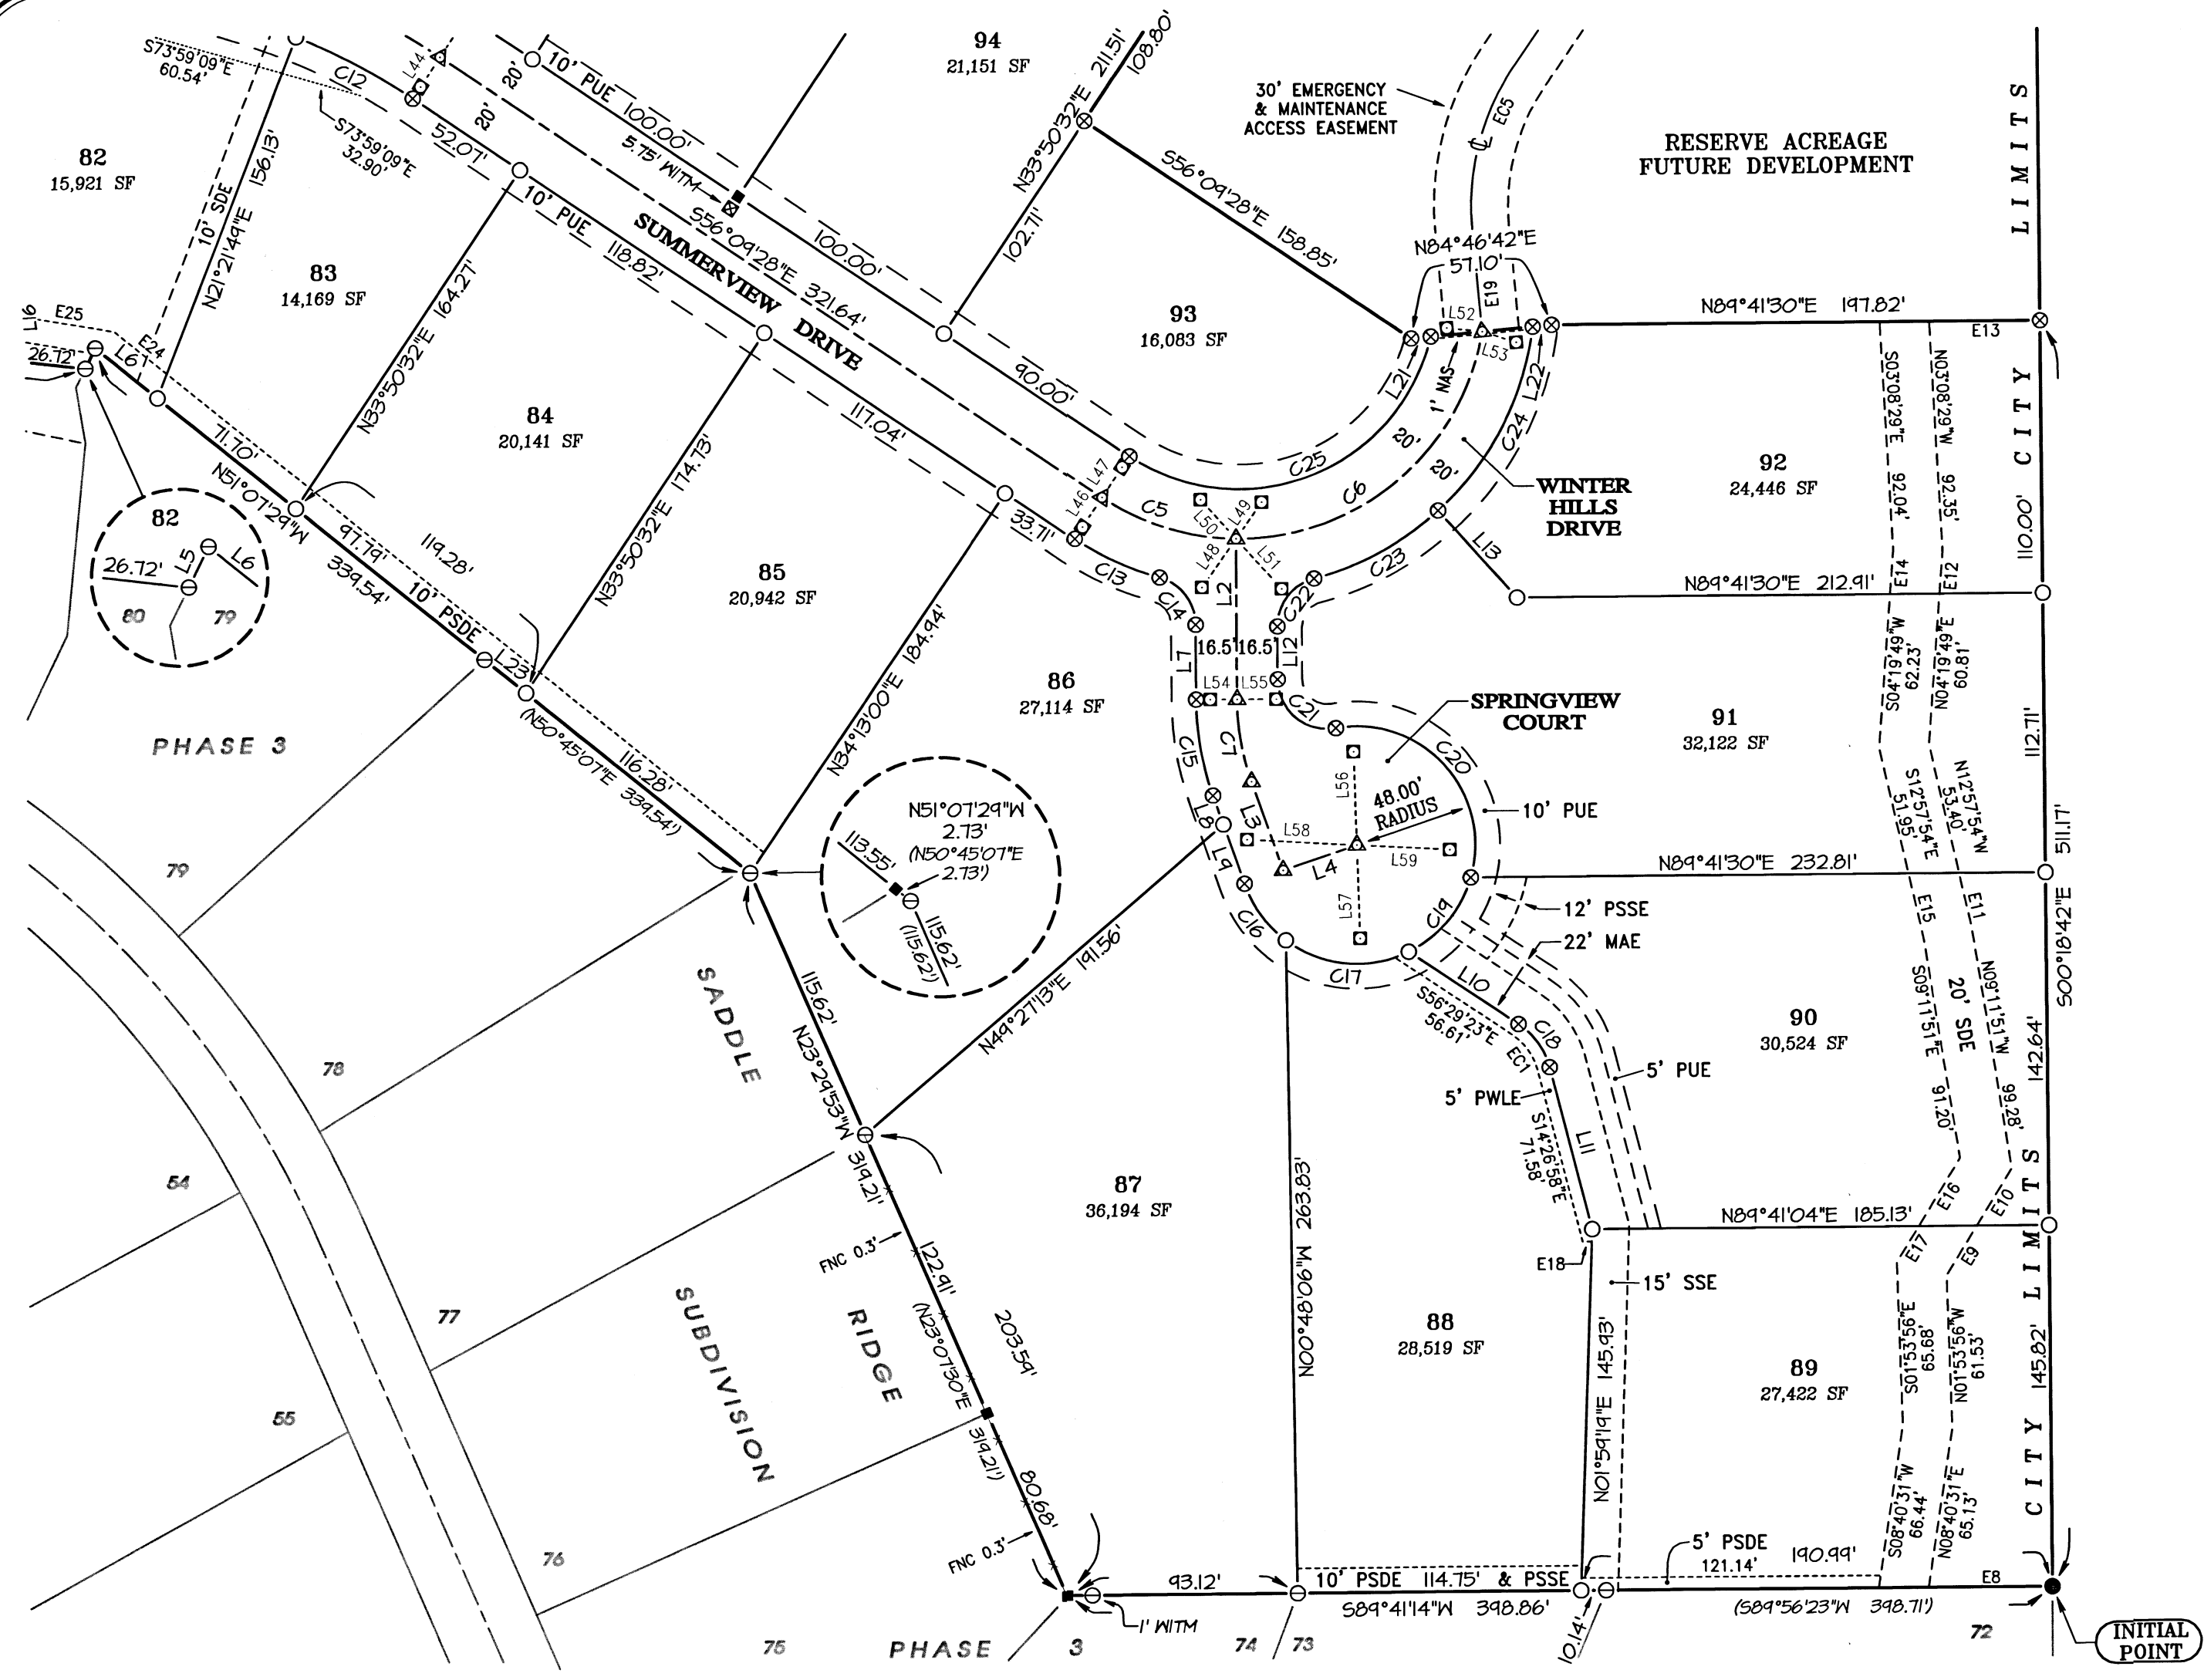 S73°59'09"E
60.54'
C12
L44
20'
20'
10' PUE 100.00'
94
21,151 SF
211.51'
108.80'
N33°50'32"E
30' EMERGENCY
& MAINTENANCE
ACCESS EASEMENT
EC5
RESERVE ACREAGE
FUTURE DEVELOPMENT
CITY LIMITS
82
15,921 SF
10' SDE
N21°21'49"E 156.13'
S73°59'09"E
32.90'
52.07'
5.75' WITM
10' PUE
118.82'
SUMMERVIEW DRIVE
S56°09'28"E 321.64'
100.00'
102.71'
S56°09'28"E 158.85'
N84°46'42"E
57.10'
E19
L52
L53
N89°41'30"E 197.82'
E13
83
14,169 SF
93
16,083 SF
L16
E25
E24
26.72'
L6
N33°50'32"E 164.27'
84
20,141 SF
117.04'
90.00'
L21
1' NAS
L22
C24
20'
20'
C25
C6
S03°08'29"E 92.04'
N03°08'29"W 92.35'
92
24,446 SF
110.00'
71.70'
N51°07'29"W
339.54'
97.79'
119.28'
10' PSDE
N33°50'32"E 174.73'
33.71'
L46
L47
C5
L50
L49
L48
L51
L2
WINTER
HILLS
DRIVE
L13
C23
C13
C14
C22
N89°41'30"E 212.91'
E14
E12
82
26.72'
L5
L6
80
79
85
20,942 SF
L23
(N50°45'07"E 339.54')
116.28'
N34°13'00"E 184.94'
86
27,114 SF
L7
16.5'
16.5'
L12
L54
L55
SPRINGVIEW
COURT
C21
C20
C7
C15
S04°19'49"W
62.23'
N04°19'49"E
60.81'
91
32,122 SF
112.71'
PHASE 3
79
N51°07'29"W
2.73'
(N50°45'07"E
2.73')
113.55'
115.62'
(115.62')
L8
L3
L56
48.00'
RADIUS
L58
L59
L4
L57
L9
C16
C17
C19
10' PUE
S12°57'54"E
51.95'
N12°57'54"W
53.40'
511.17'
S00°18'42"E
N89°41'30"E 232.81'
E15
E11
12' PSSE
22' MAE
L10
S56°29'23"E
56.61'
C18
EC1
5' PWLE
5' PUE
L11
S14°26'58"E
71.58'
90
30,524 SF
S09°11'51"E 91.20'
20' SDE
N09°11'51"W 99.28'
142.64'
SADDLE
78
115.62'
N23°29'53"W 319.21'
N49°27'13"E 191.56'
54
87
36,194 SF
N00°48'06"W 263.83'
N89°41'04"E 185.13'
E16
E10
E17
E9
E18
15' SSE
FNC 0.3'
122.91'
(N23°07'30"E 319.21')
203.59'
77
SUBDIVISION
RIDGE
88
28,519 SF
N01°59'19"E 145.93'
89
27,422 SF
S01°53'56"E
65.68'
N01°53'56"W
61.53'
145.82'
CITY LIMITS
55
80.68'
FNC 0.3'
S08°40'31"W
66.44'
N08°40'31"E
65.13'
76
93.12'
10' PSDE 114.75' & PSSE
5' PSDE
121.14'
190.99'
E8
S89°41'14"W 398.86'
10.14'
(S89°56'23"W 398.71')
1' WITM
75
PHASE 3
74
73
72
INITIAL
POINT